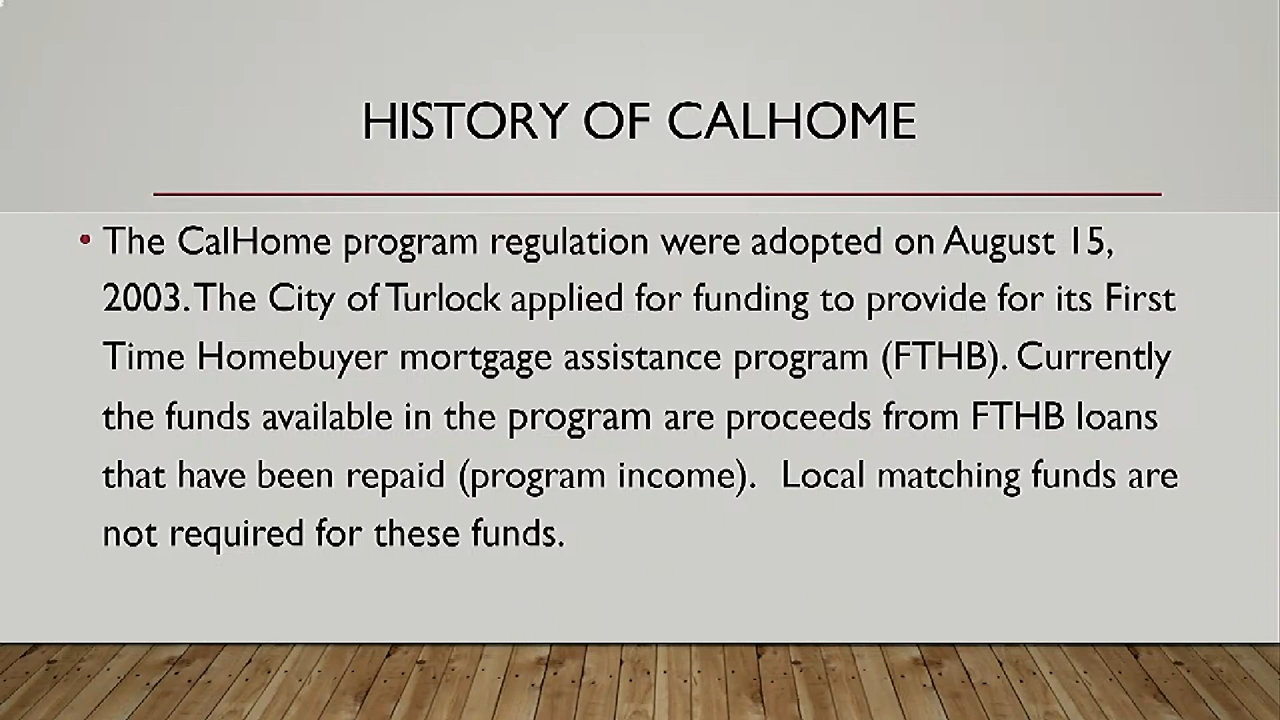 HISTORY OF CALHOME
• The CalHome program regulation were adopted on August 15,
2003. The City of Turlock applied for funding to provide for its First
Time Homebuyer mortgage assistance program (FTHB). Currently
the funds available in the program are proceeds from FTHB loans
that have been repaid (program income).  Local matching funds are
not required for these funds.